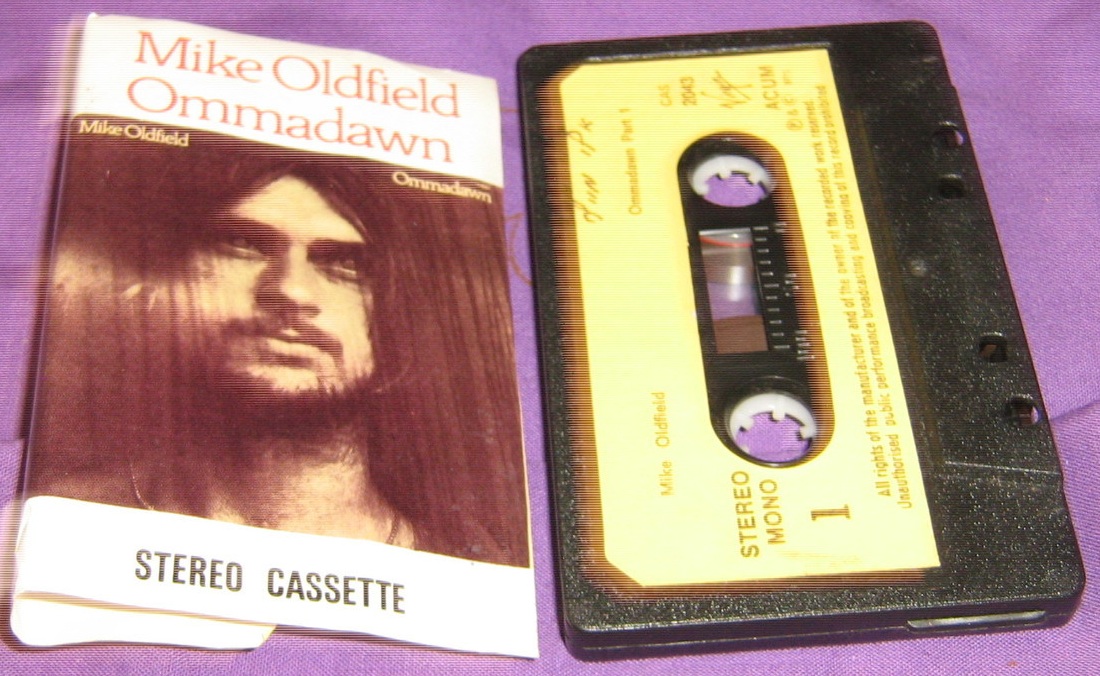 Mike Oldfield
Ommadawn
Mike Oldfield
Ommadawn
STEREO CASSETTE
Ommadawn Part 1
CAS
2043
Virgin
ACUM
Mike Oldfield
STEREO
MONO
1
All rights of the manufacturer and of the owner of the recorded work reserved.
Unauthorised public performance broadcasting and copying of this record prohibited